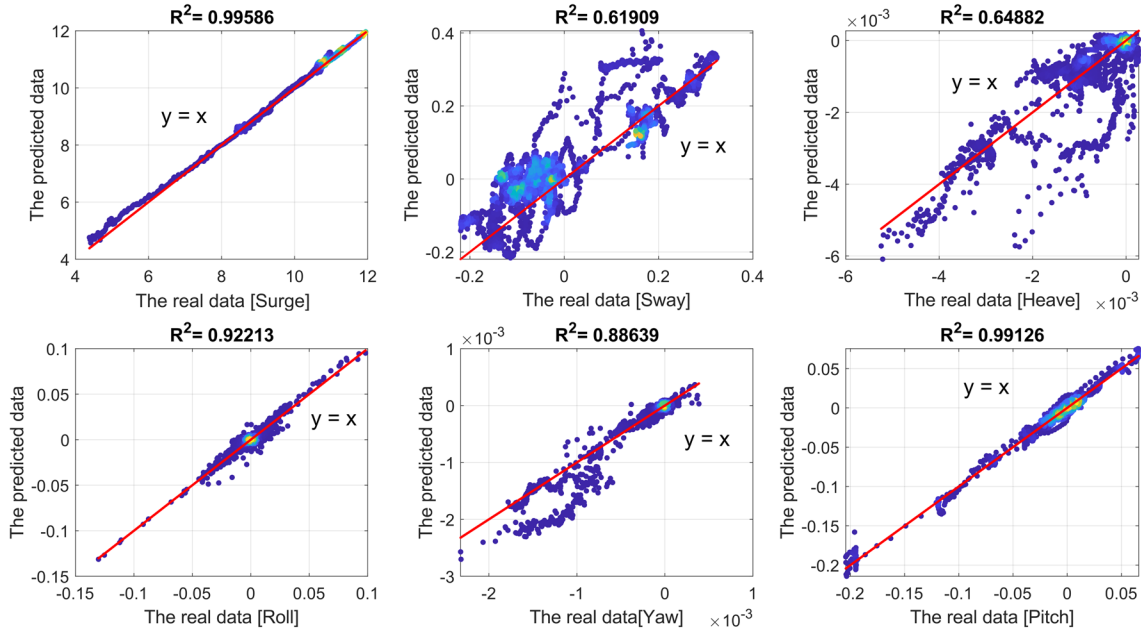 R²= 0.99586
12
10
8
6
4
4
6
8
10
12
The predicted data
The real data [Surge]
y = x
R²= 0.61909
0.4
0.2
0
-0.2
-0.2
0
0.2
0.4
The predicted data
The real data [Sway]
y = x
R²= 0.64882
×10⁻³
0
-2
-4
-6
-6
-4
-2
0
The predicted data
The real data [Heave]
×10⁻³
y = x
R²= 0.92213
0.1
0.05
0
-0.05
-0.1
-0.15
-0.15
-0.1
-0.05
0
0.05
0.1
The predicted data
The real data [Roll]
y = x
R²= 0.88639
×10⁻³
1
0
-1
-2
-3
-2
-1
0
1
The predicted data
The real data[Yaw]
×10⁻³
y = x
R²= 0.99126
0.05
0
-0.05
-0.1
-0.15
-0.2
-0.2
-0.15
-0.1
-0.05
0
0.05
The predicted data
The real data [Pitch]
y = x